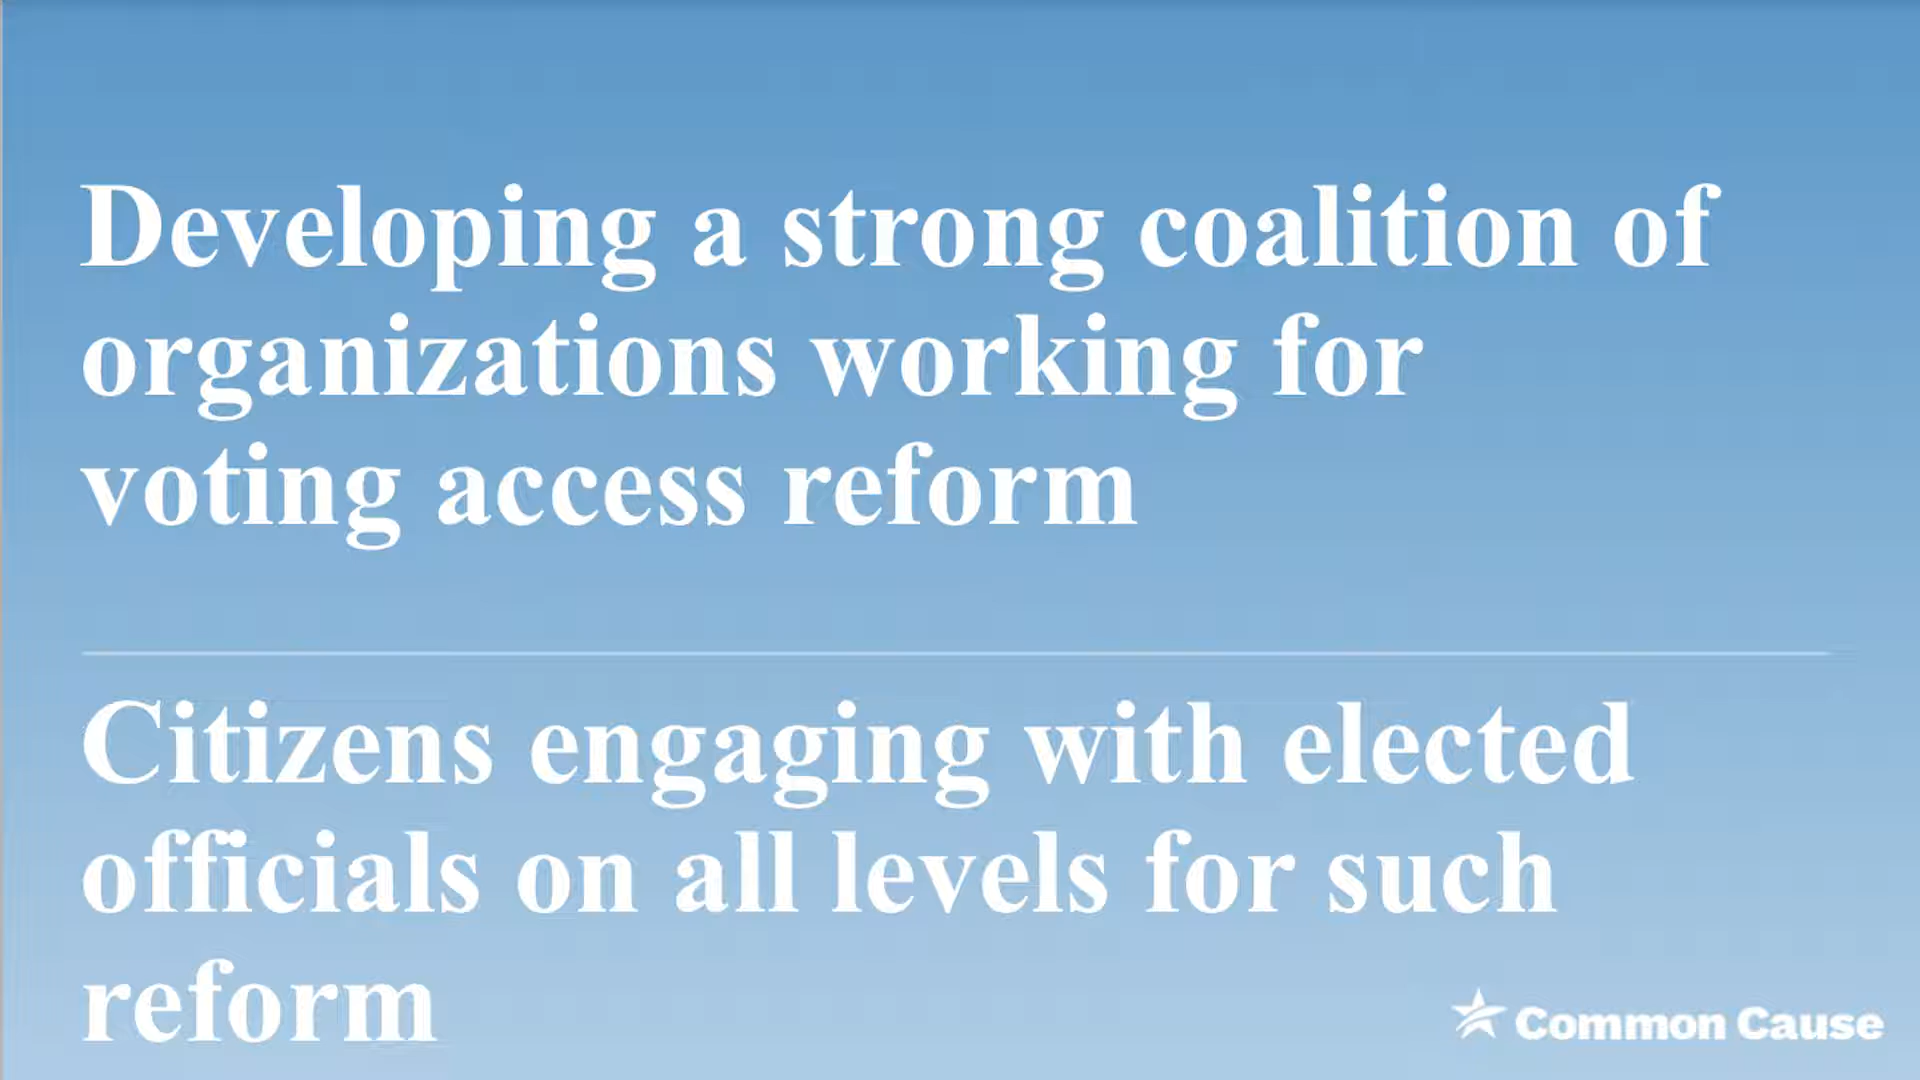 Developing a strong coalition of
organizations working for
voting access reform
Citizens engaging with elected
officials on all levels for such
reform
Common Cause